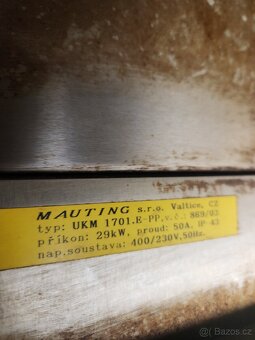 MAUTING s.r.o. Valtice, CZ
typ: UKM 1701.E-PP, v.č.: 869/03
příkon: 29kW, proud: 50A, IP 43
nap.soustava: 400/230V, 50Hz.
Bazos.cz